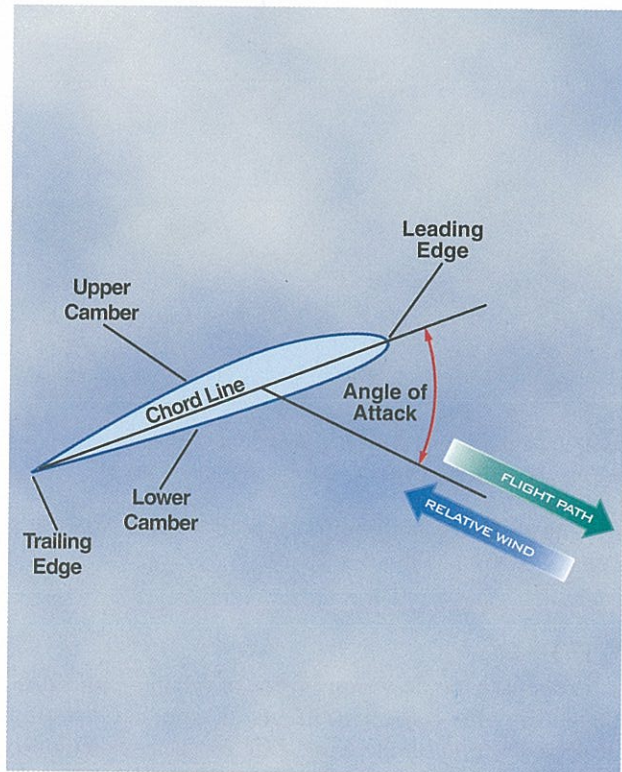 Leading
Edge
Upper
Camber
Chord Line
Angle of
Attack
FLIGHT PATH
RELATIVE WIND
Lower
Camber
Trailing
Edge